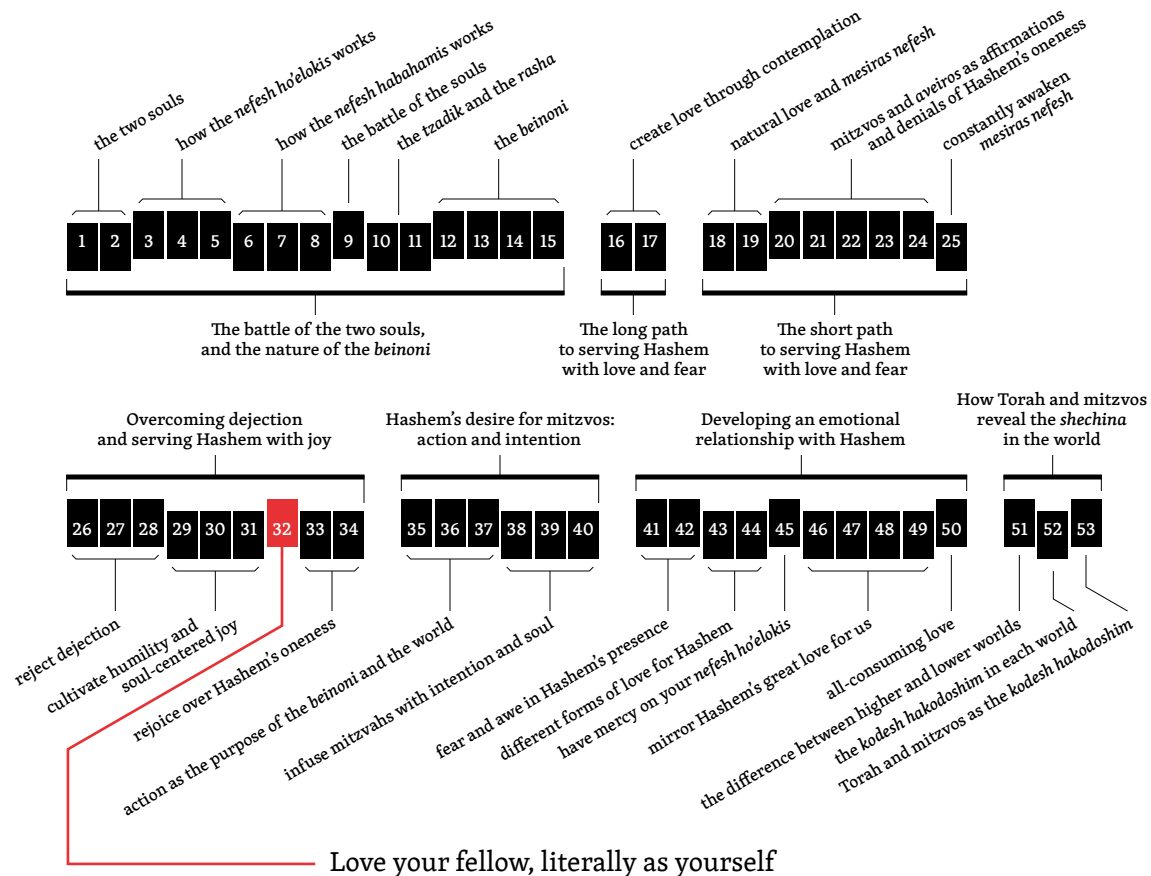 the two souls
how the nefesh ho'elokis works
how the nefesh habahamis works
the battle of the souls
the tzadik and the rasha
the beinoni
create love through contemplation
natural love and mesiras nefesh
mitzvos and aveiros as affirmations
and denials of Hashem's oneness
constantly awaken
mesiras nefesh
1 2 3 4 5 6 7 8 9 10 11 12 13 14 15 16 17 18 19 20 21 22 23 24 25
The battle of the two souls,
and the nature of the beinoni
The long path
to serving Hashem
with love and fear
The short path
to serving Hashem
with love and fear
Overcoming dejection
and serving Hashem with joy
Hashem's desire for mitzvos:
action and intention
Developing an emotional
relationship with Hashem
How Torah and mitzvos
reveal the shechina
in the world
26 27 28 29 30 31 32 33 34 35 36 37 38 39 40 41 42 43 44 45 46 47 48 49 50 51 52 53
reject dejection
cultivate humility and
soul-centered joy
rejoice over Hashem's oneness
action as the purpose of the beinoni and the world
infuse mitzvahs with intention and soul
fear and awe in Hashem's presence
different forms of love for Hashem
have mercy on your nefesh ho'elokis
mirror Hashem's great love for us
all-consuming love
the difference between higher and lower worlds
the kodesh hakodoshim in each world
Torah and mitzvos as the kodesh hakodoshim
Love your fellow, literally as yourself